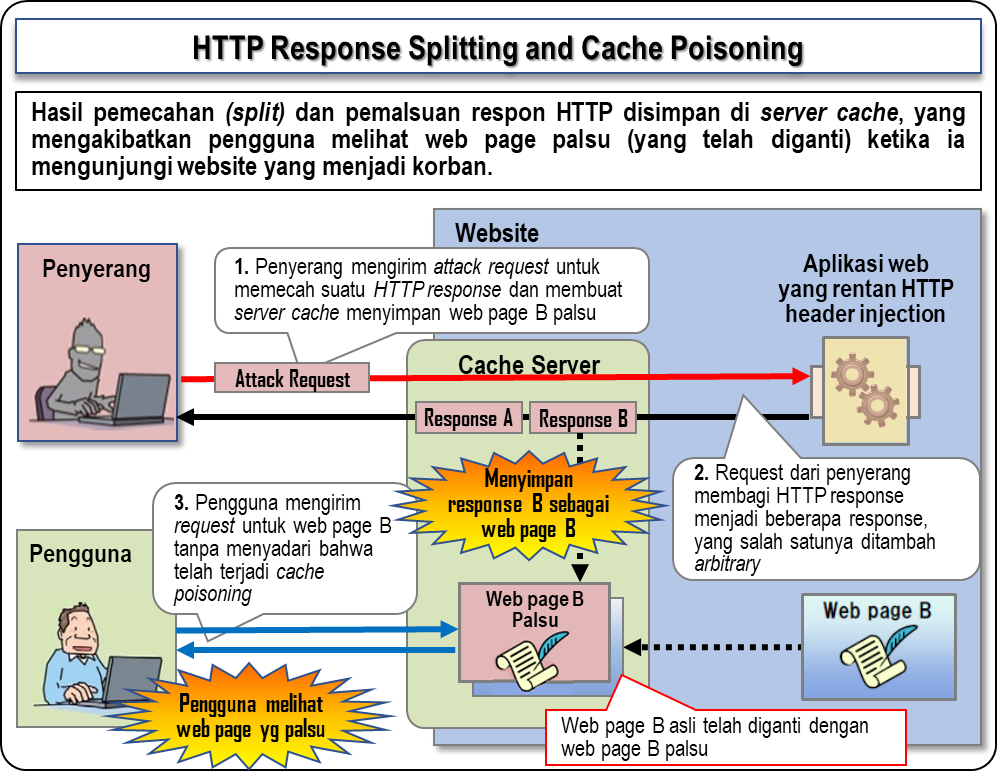 HTTP Response Splitting and Cache Poisoning
Hasil pemecahan (split) dan pemalsuan respon HTTP disimpan di server cache, yang
mengakibatkan pengguna melihat web page palsu (yang telah diganti) ketika ia
mengunjungi website yang menjadi korban.
Website
Penyerang
1. Penyerang mengirim attack request untuk
memecah suatu HTTP response dan membuat
server cache menyimpan web page B palsu
Aplikasi web
yang rentan HTTP
header injection
Cache Server
Attack Request
Response A
Response B
Menyimpan
response B sebagai
web page B
2. Request dari penyerang
membagi HTTP response
menjadi beberapa response,
yang salah satunya ditambah
arbitrary
3. Pengguna mengirim
request untuk web page B
tanpa menyadari bahwa
telah terjadi cache
poisoning
Pengguna
Web page B
Palsu
Web page B
Pengguna melihat
web page yg palsu
Web page B asli telah diganti dengan
web page B palsu